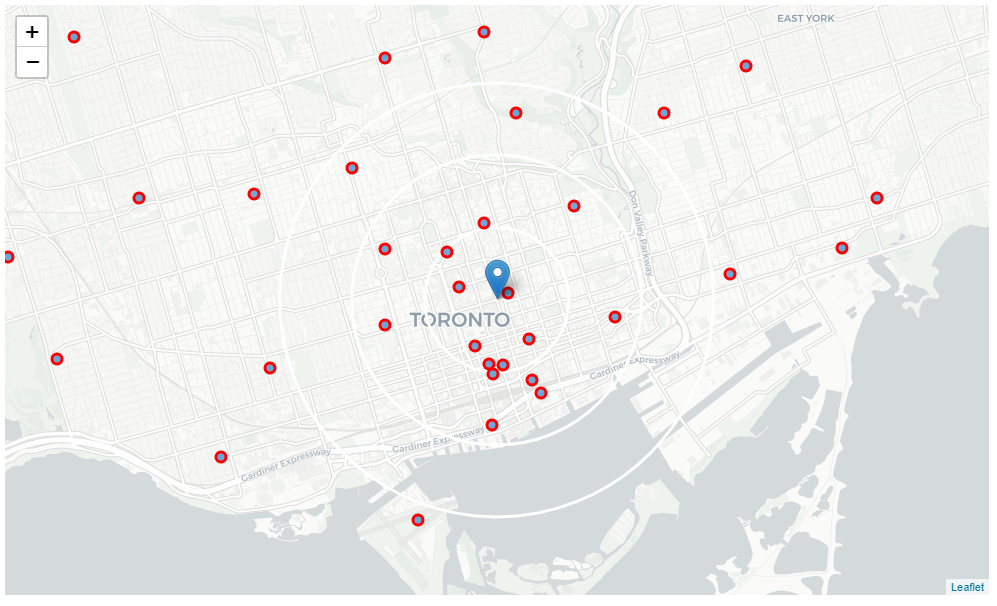 +
−
EAST YORK
Don Valley Parkway
TORONTO
Gardiner Expressway
Gardiner Expressway
Gardiner Expressway
Leaflet